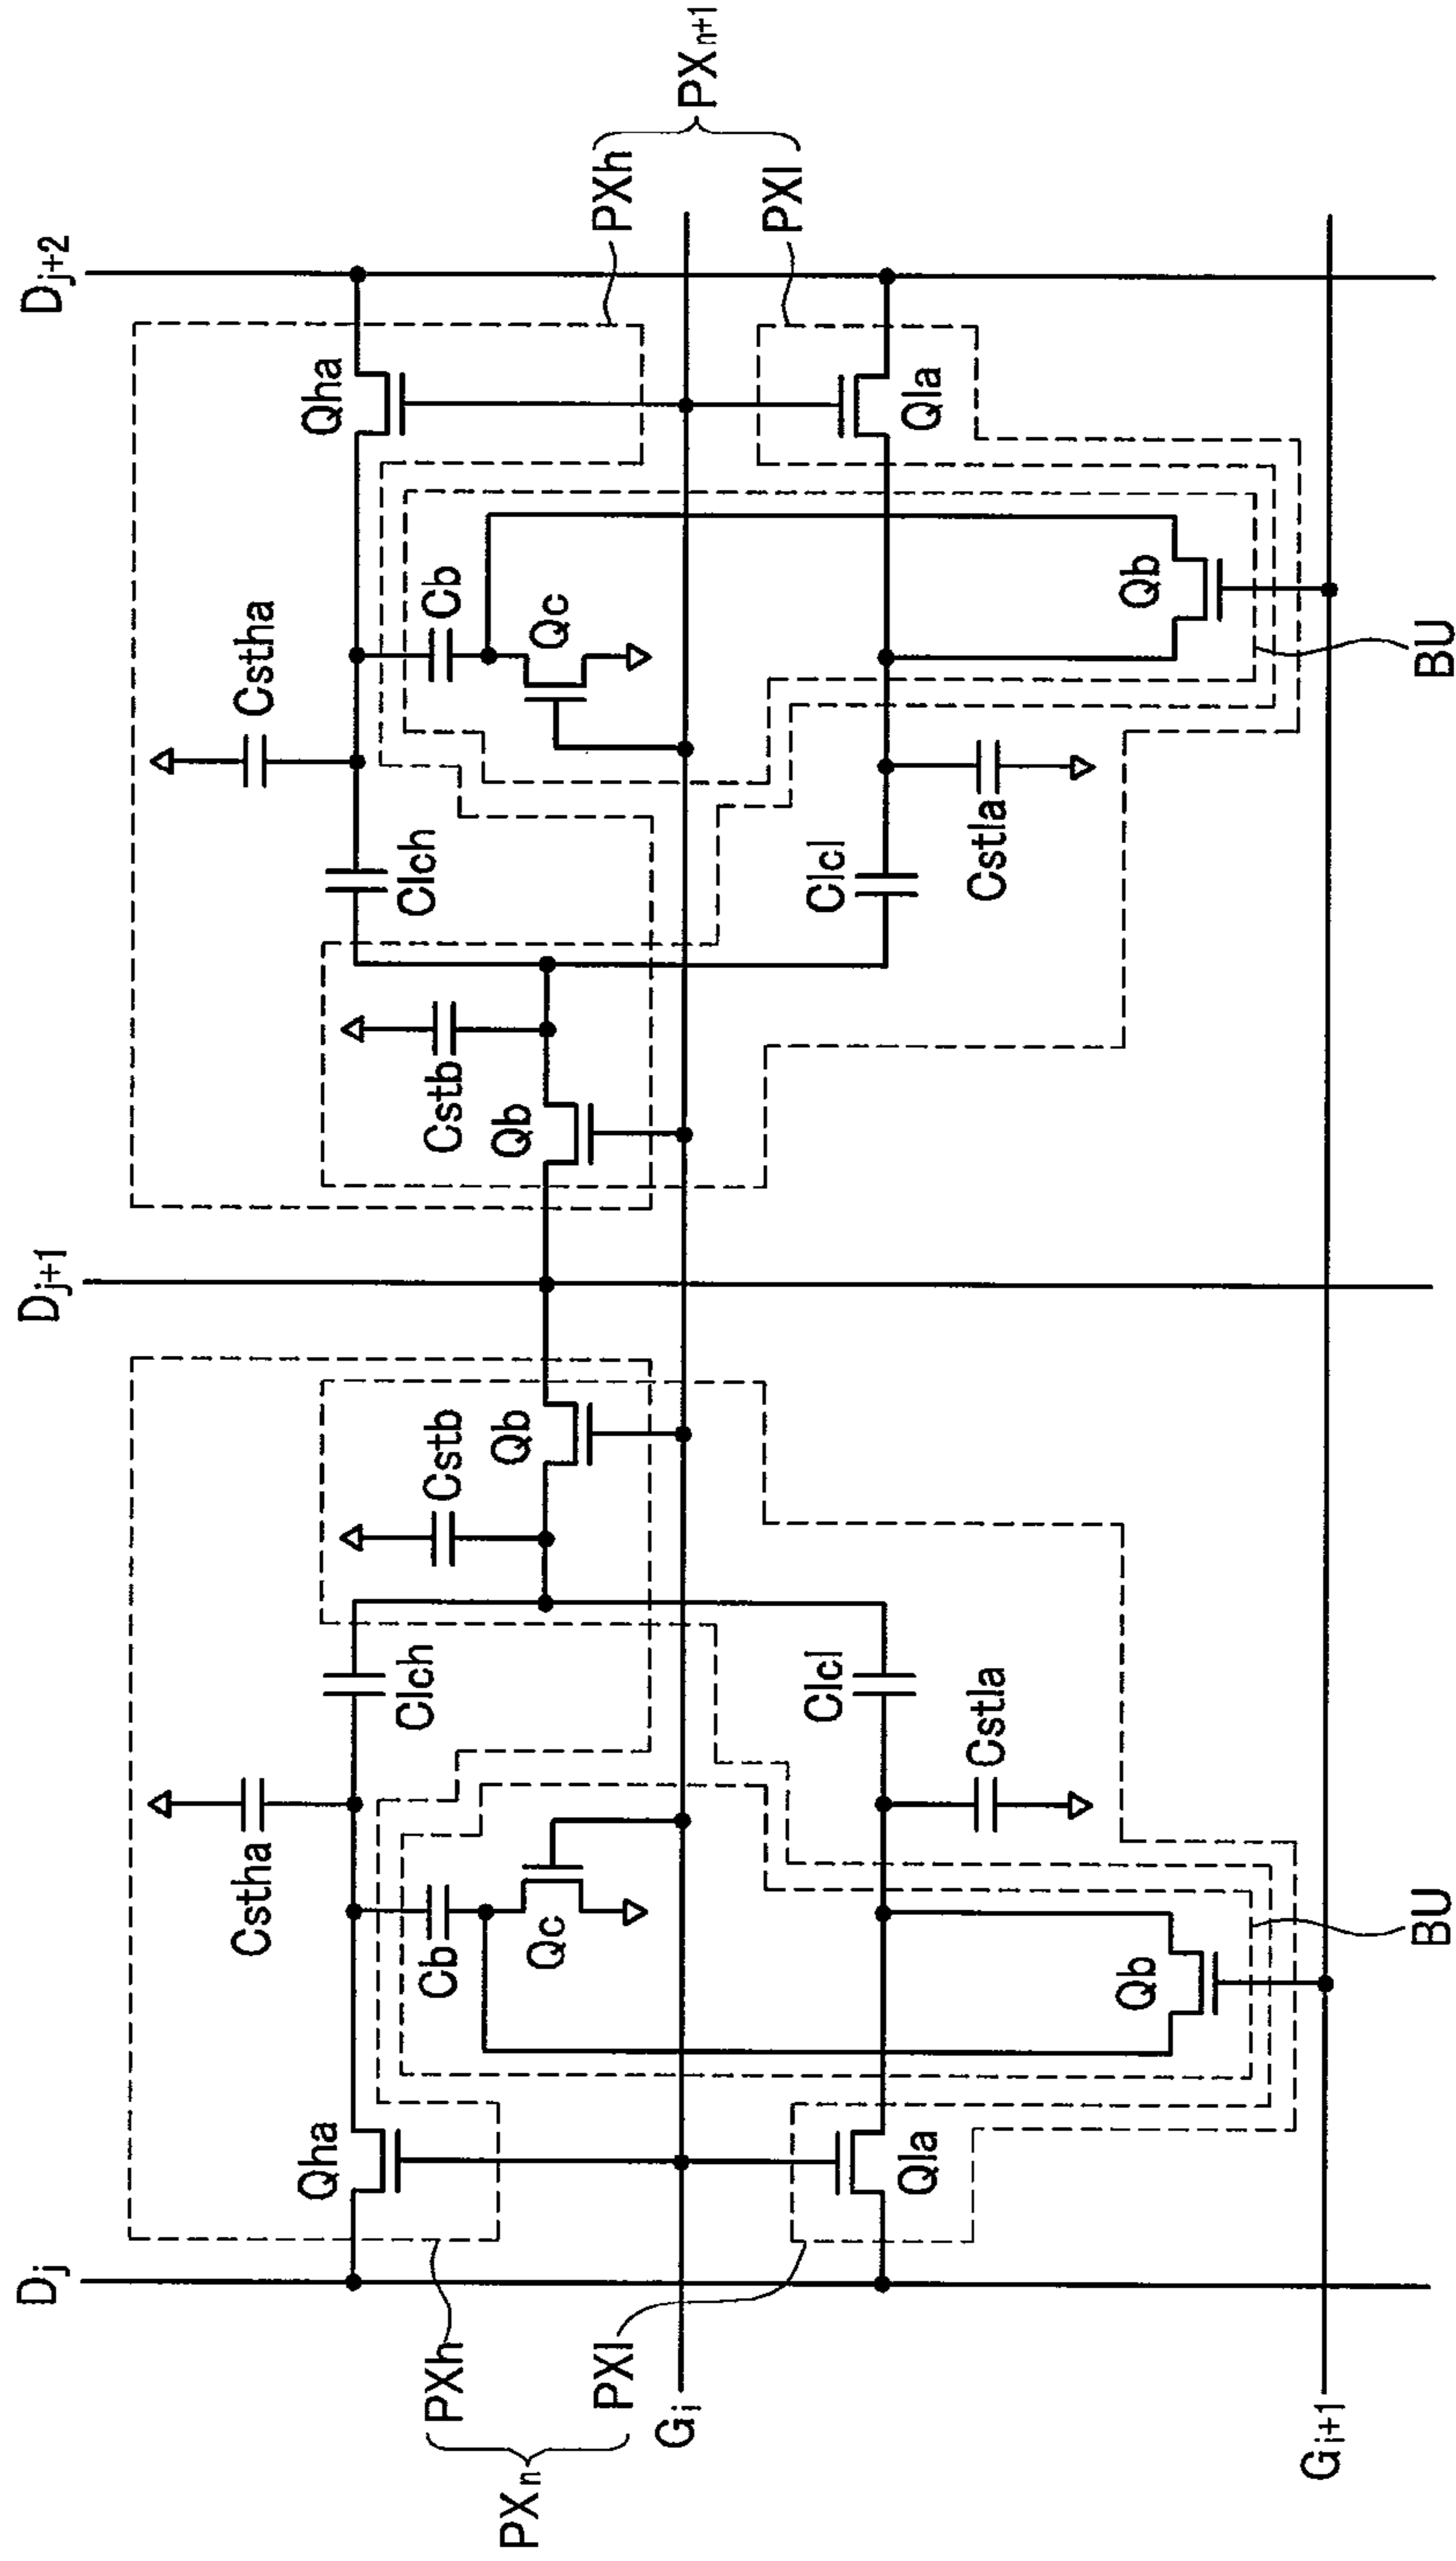 Dj
Dj+1
Dj+2
Cstha
Cstha
Qha
Clch
Cstb
Cstb
Clch
Qha
Cb
Qc
Qb
Qb
Cb
Qc
PXh
PXn
PXl
PXh
PXn+1
PXl
Gi
Qla
Clcl
Cstla
Clcl
Cstla
Qla
Qb
Qb
Gi+1
BU
BU